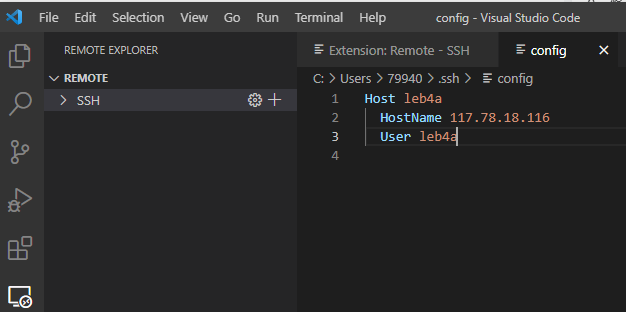 File Edit Selection View Go Run Terminal Help config - Visual Studio Code
REMOTE EXPLORER
Extension: Remote - SSH
config
REMOTE
C: > Users > 79940 > .ssh > config
SSH
1 Host leb4a
2 HostName 117.78.18.116
3 User leb4a
4